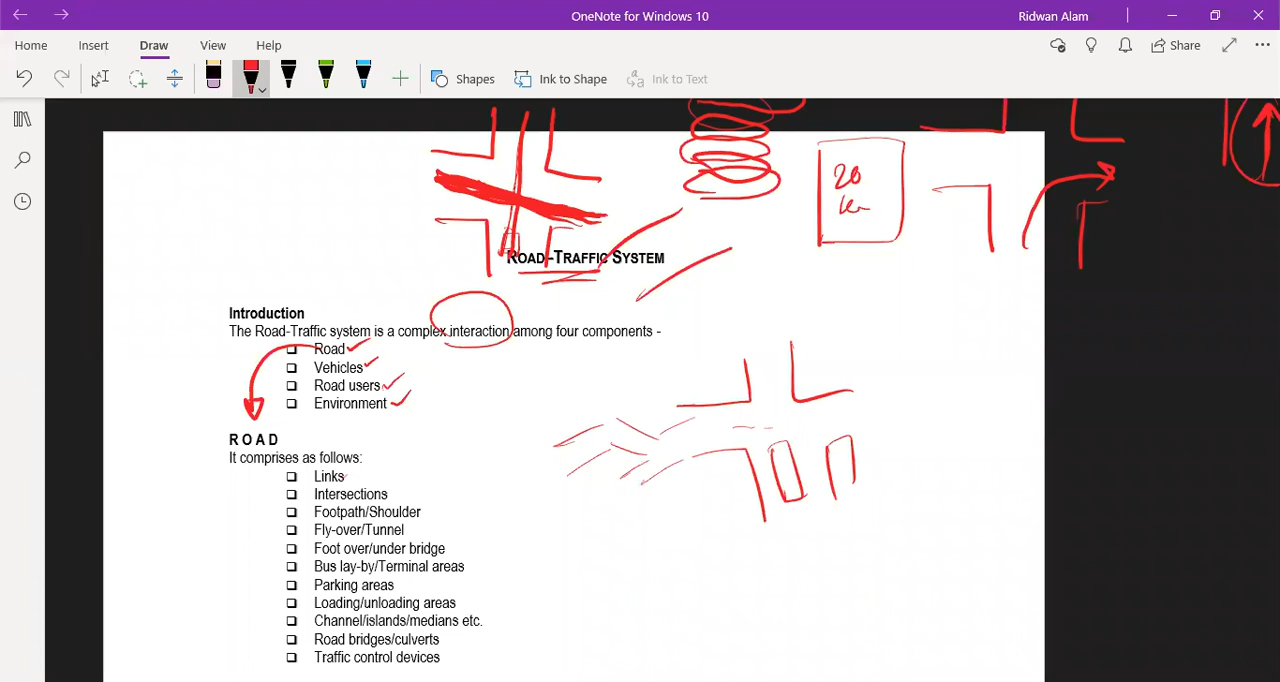 OneNote for Windows 10
Ridwan Alam
Home Insert Draw View Help
Share
Shapes Ink to Shape Ink to Text
20
ROAD-TRAFFIC SYSTEM
Introduction
The Road-Traffic system is a complex interaction among four components -
Road
Vehicles
Road users
Environment
R O A D
It comprises as follows:
Links
Intersections
Footpath/Shoulder
Fly-over/Tunnel
Foot over/under bridge
Bus lay-by/Terminal areas
Parking areas
Loading/unloading areas
Channel/islands/medians etc.
Road bridges/culverts
Traffic control devices